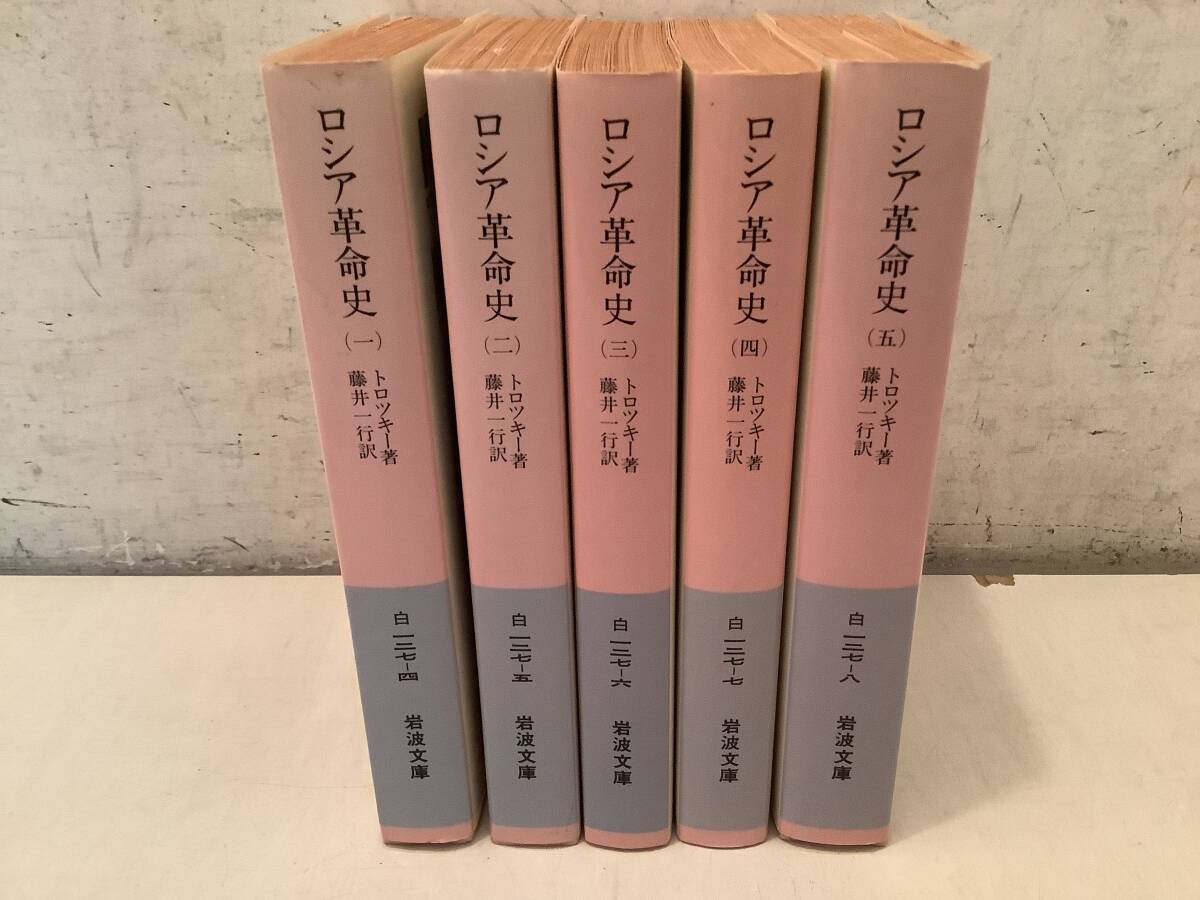 ロシア革命史(一)
トロツキー著
藤井一行訳
白一二七-四
岩波文庫
ロシア革命史(二)
トロツキー著
藤井一行訳
白一二七-五
岩波文庫
ロシア革命史(三)
トロツキー著
藤井一行訳
白一二七-六
岩波文庫
ロシア革命史(四)
トロツキー著
藤井一行訳
白一二七-七
岩波文庫
ロシア革命史(五)
トロツキー著
藤井一行訳
白一二七-八
岩波文庫